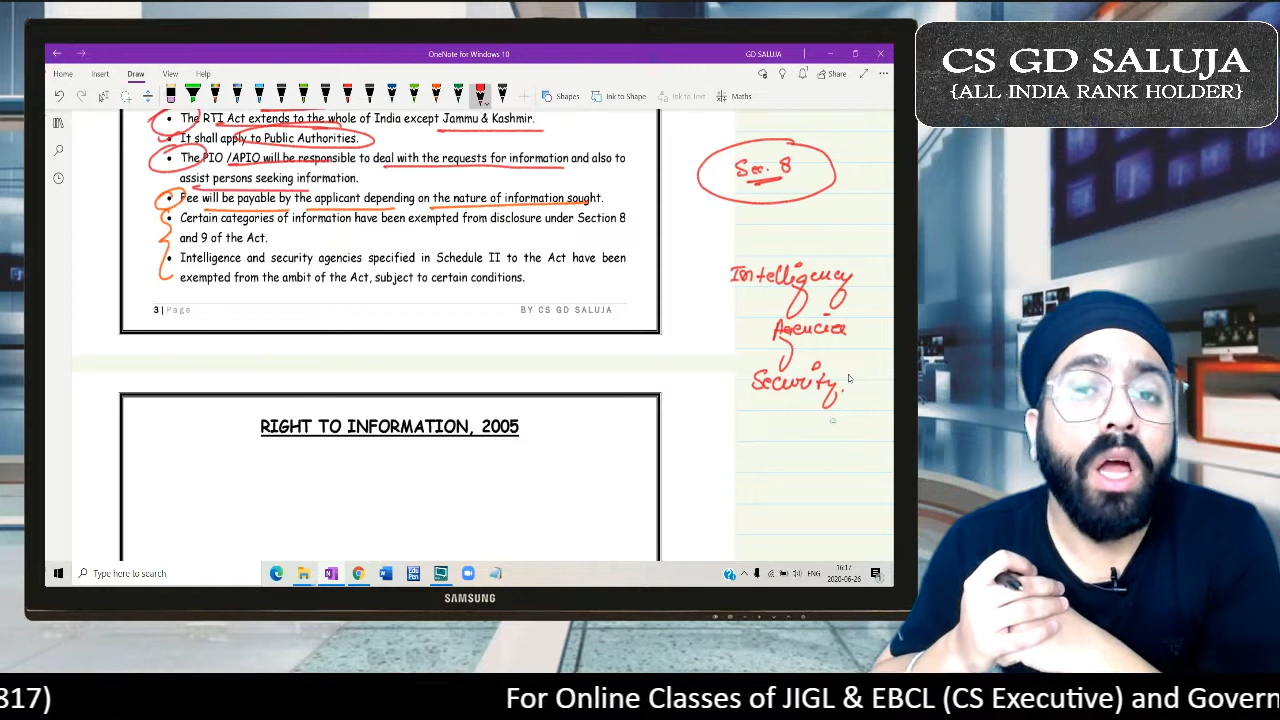 OneNote for Windows 10
GD SALUJA
Home Insert Draw View Help
Share
Shapes
Ink to Shape
Ink to Text
Maths
• The RTI Act extends to the whole of India except Jammu & Kashmir.
• It shall apply to Public Authorities.
• The PIO /APIO will be responsible to deal with the requests for information and also to
assist persons seeking information.
• Fee will be payable by the applicant depending on the nature of information sought.
• Certain categories of information have been exempted from disclosure under Section 8
and 9 of the Act.
• Intelligence and security agencies specified in Schedule II to the Act have been
exempted from the ambit of the Act, subject to certain conditions.
3 | Page
BY CS GD SALUJA
Sec. 8
Intelligency
Agencies
Security.
RIGHT TO INFORMATION, 2005
Type here to search
ENG
16:17
2020-06-26
SAMSUNG
CS GD SALUJA
{ALL INDIA RANK HOLDER}
817)
For Online Classes of JIGL & EBCL (CS Executive) and Govern